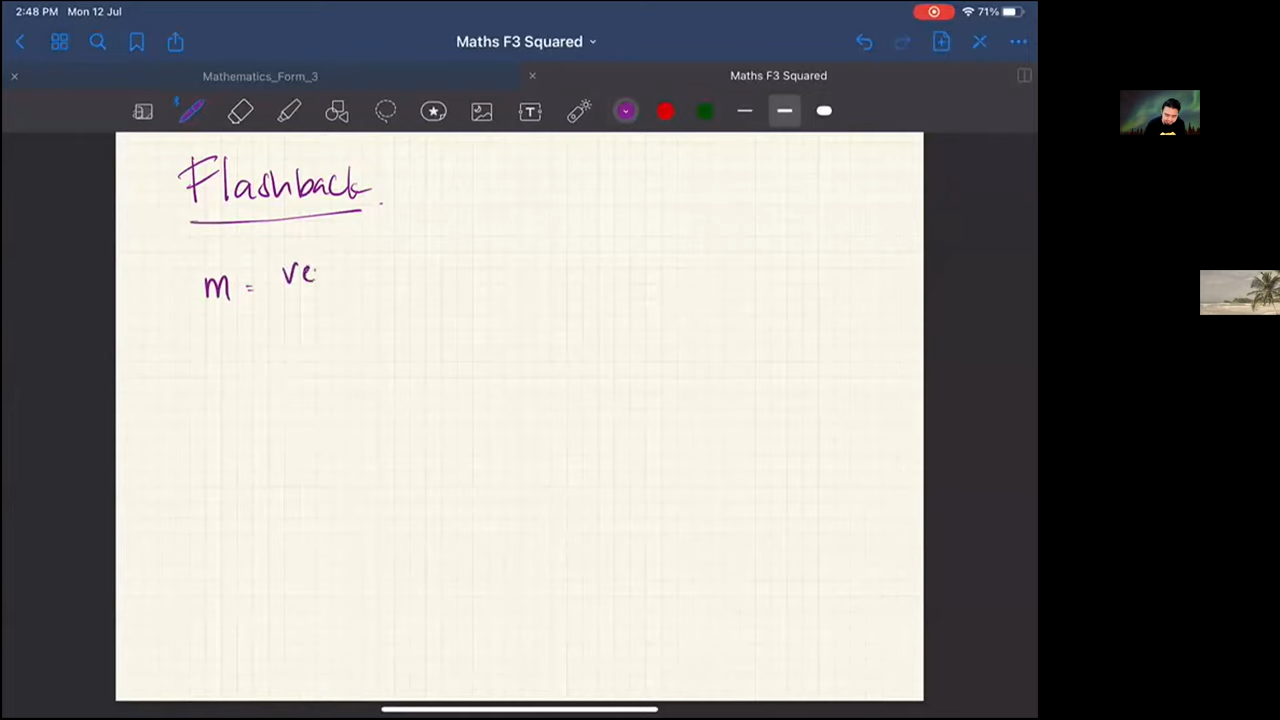 2:48 PM Mon 12 Jul
71%
Maths F3 Squared
Mathematics_Form_3
Maths F3 Squared
T
Flashback.
m = ve